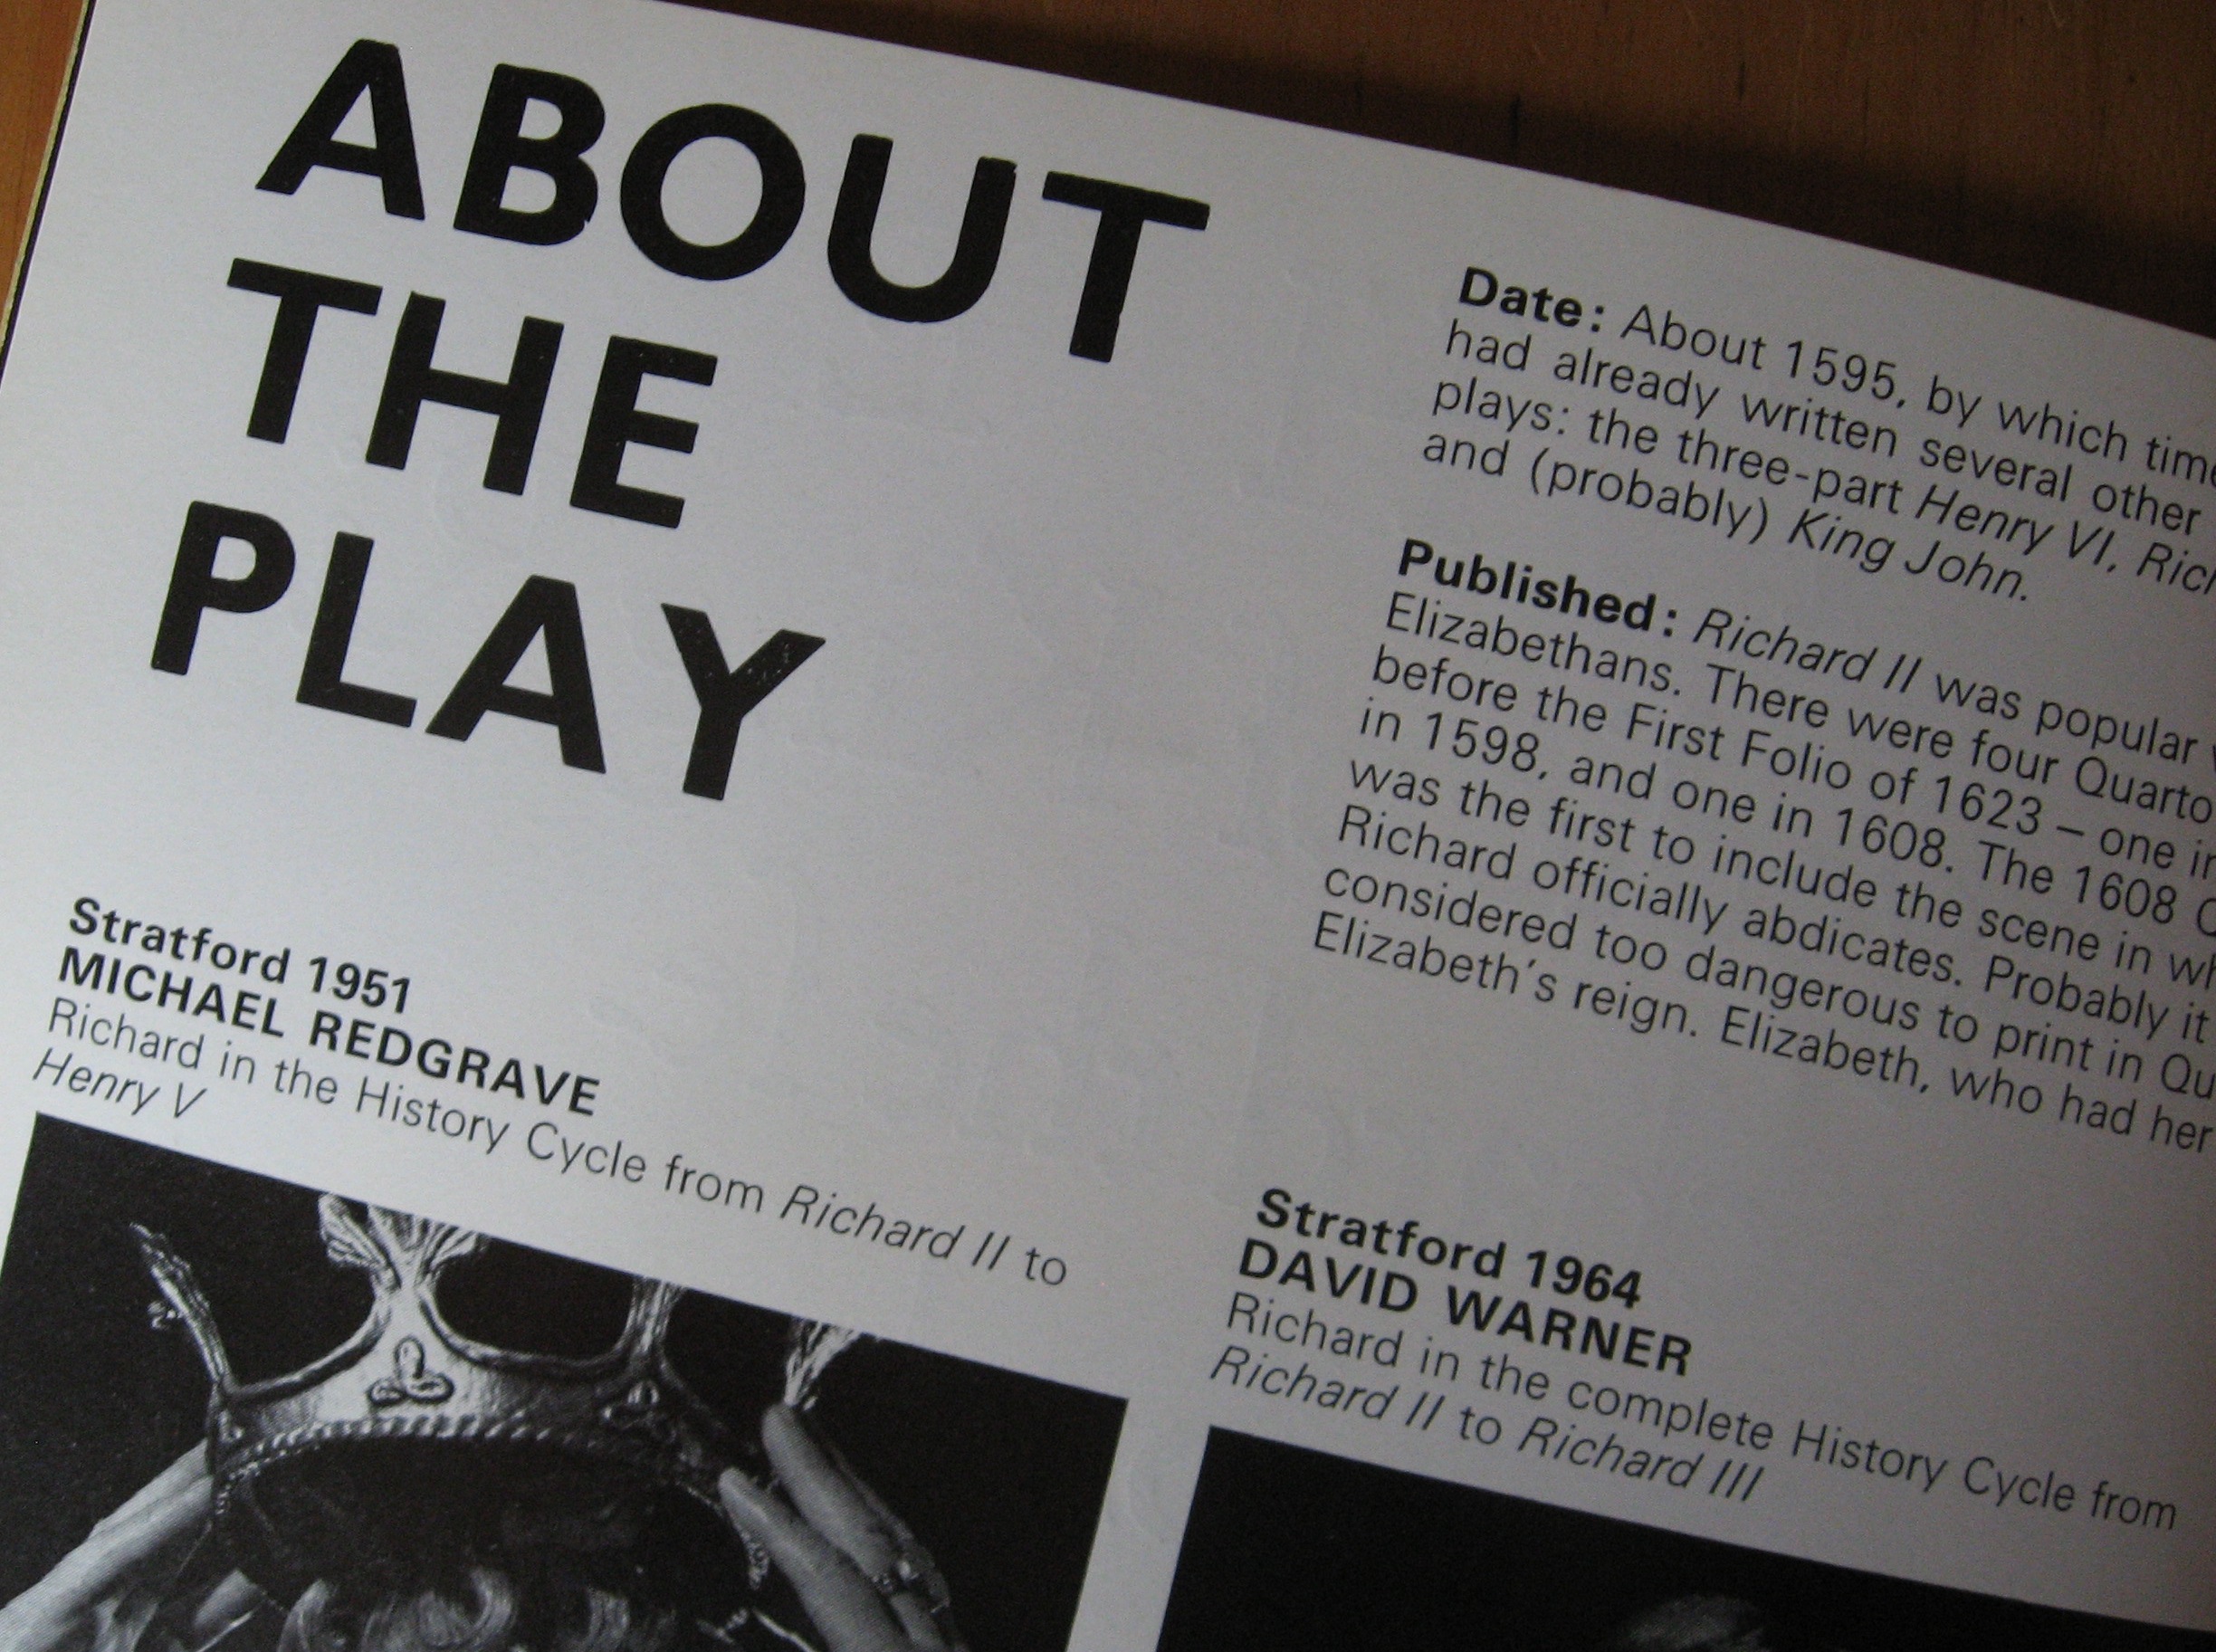 ABOUT
THE
PLAY
Date: About 1595, by which
had already written several other
plays: the three-part Henry VI,
and (probably) King John.
Published: Richard II was popular
Elizabethans. There were four
before the First Folio of 1623 – one
in 1598, and one in 1608. The 1608
was the first to include the scene in
Richard officially abdicates. Probably it
considered too dangerous to print in
Elizabeth's reign. Elizabeth, who had her
Stratford 1951
MICHAEL REDGRAVE
Richard in the History Cycle from Richard II to
Henry V
Stratford 1964
DAVID WARNER
Richard in the complete History Cycle from
Richard II to Richard III